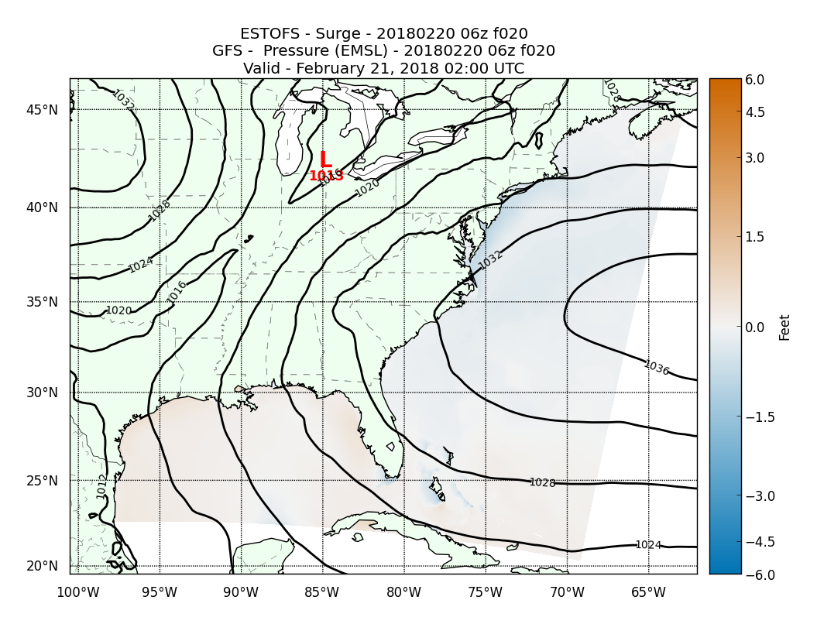 ESTOFS - Surge - 20180220 06z f020
GFS -  Pressure (EMSL) - 20180220 06z f020
Valid - February 21, 2018 02:00 UTC
45°N
40°N
35°N
30°N
25°N
20°N
100°W
95°W
90°W
85°W
80°W
75°W
70°W
65°W
1032
1028
1028
1024
1020
1016
1012
L
1013
1020
1032
1036
1028
1024
6.0
4.5
3.0
1.5
0.0
−1.5
−3.0
−4.5
−6.0
Feet